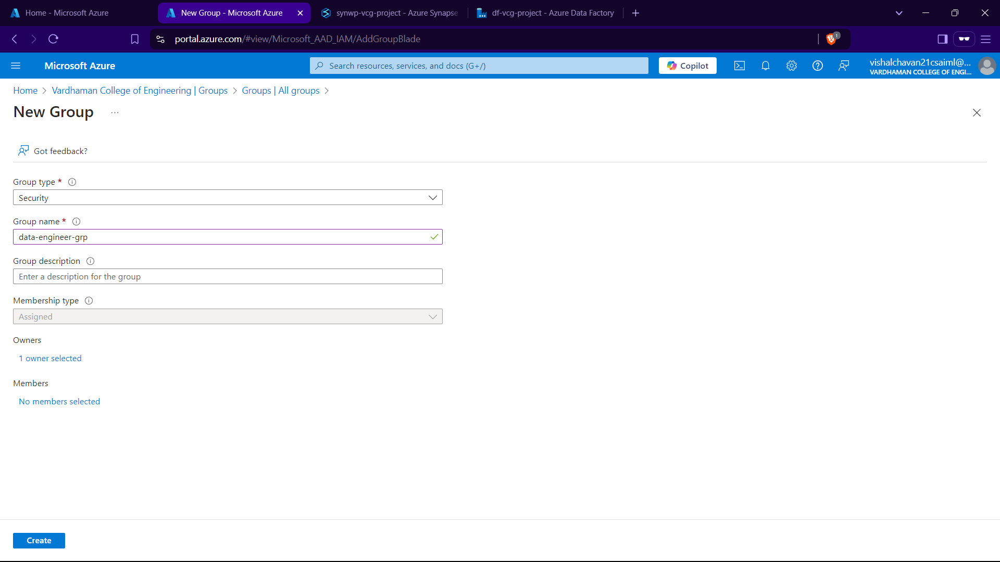 Home - Microsoft Azure
New Group - Microsoft Azure
synwp-vcg-project - Azure Synapse
df-vcg-project - Azure Data Factory
portal.azure.com/#view/Microsoft_AAD_IAM/AddGroupBlade
1
Microsoft Azure
Search resources, services, and docs (G+/)
Copilot
vishalchavan21csaiml@...
VARDHAMAN COLLEGE OF ENGI...
Home > Vardhaman College of Engineering | Groups > Groups | All groups >
New Group ...
Got feedback?
Group type *
Security
Group name *
data-engineer-grp
Group description
Enter a description for the group
Membership type
Assigned
Owners
1 owner selected
Members
No members selected
Create